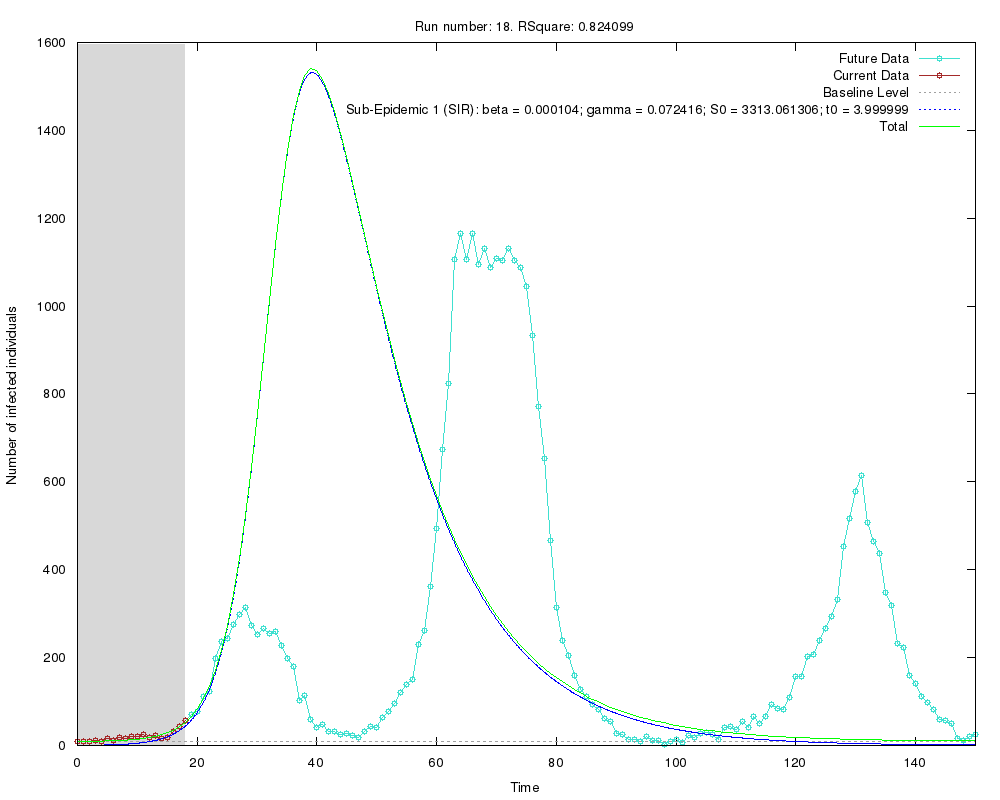 Run number: 18. RSquare: 0.824099
Future Data
Current Data
Baseline Level
Sub-Epidemic 1 (SIR): beta = 0.000104; gamma = 0.072416; S0 = 3313.061306; t0 = 3.999999
Total
Number of infected individuals
1600
1400
1200
1000
800
600
400
200
0
0 20 40 60 80 100 120 140
Time